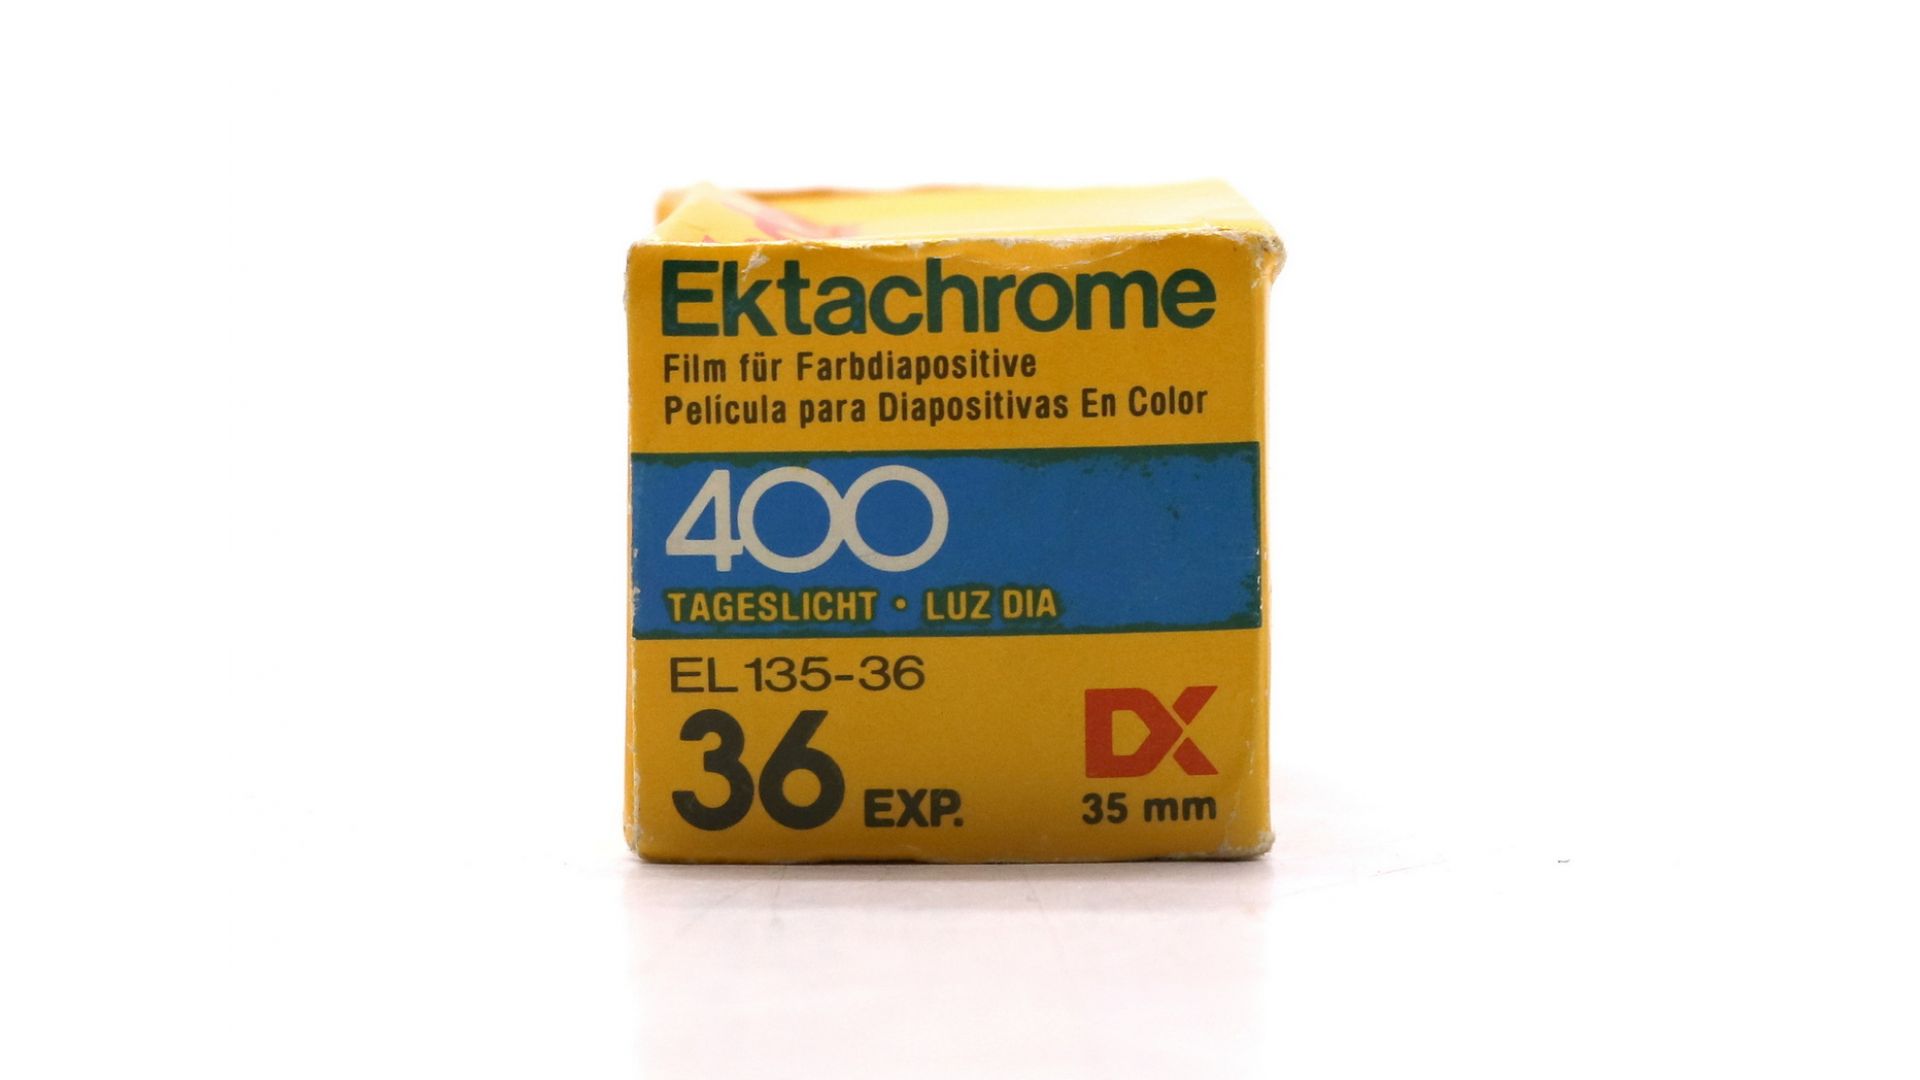 Ektachrome
Film für Farbdiapositive
Película para Diapositivas En Color
400
TAGESLICHT • LUZ DIA
EL 135-36
36 EXP.
DX
35 mm